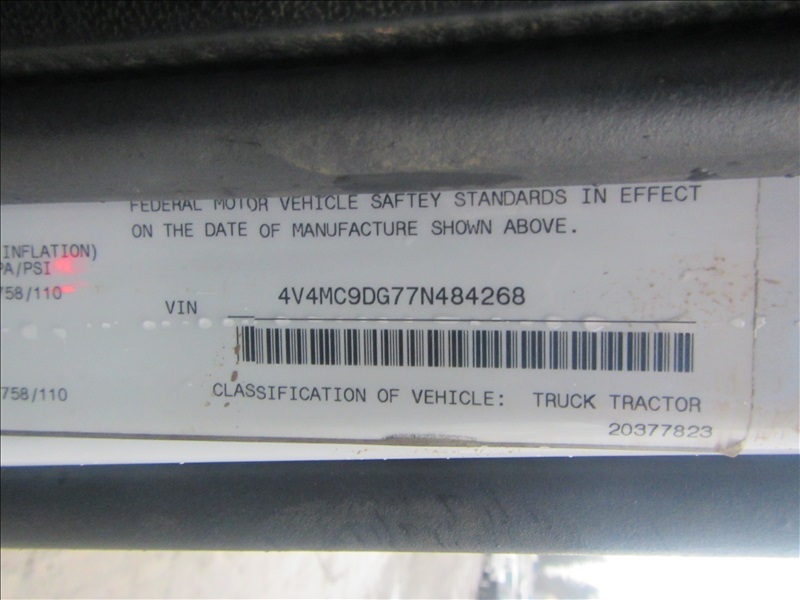 FEDERAL MOTOR VEHICLE SAFTEY STANDARDS IN EFFECT
ON THE DATE OF MANUFACTURE SHOWN ABOVE.
INFLATION)
PA/PSI
758/110
VIN 4V4MC9DG77N484268
758/110
CLASSIFICATION OF VEHICLE: TRUCK TRACTOR
20377823